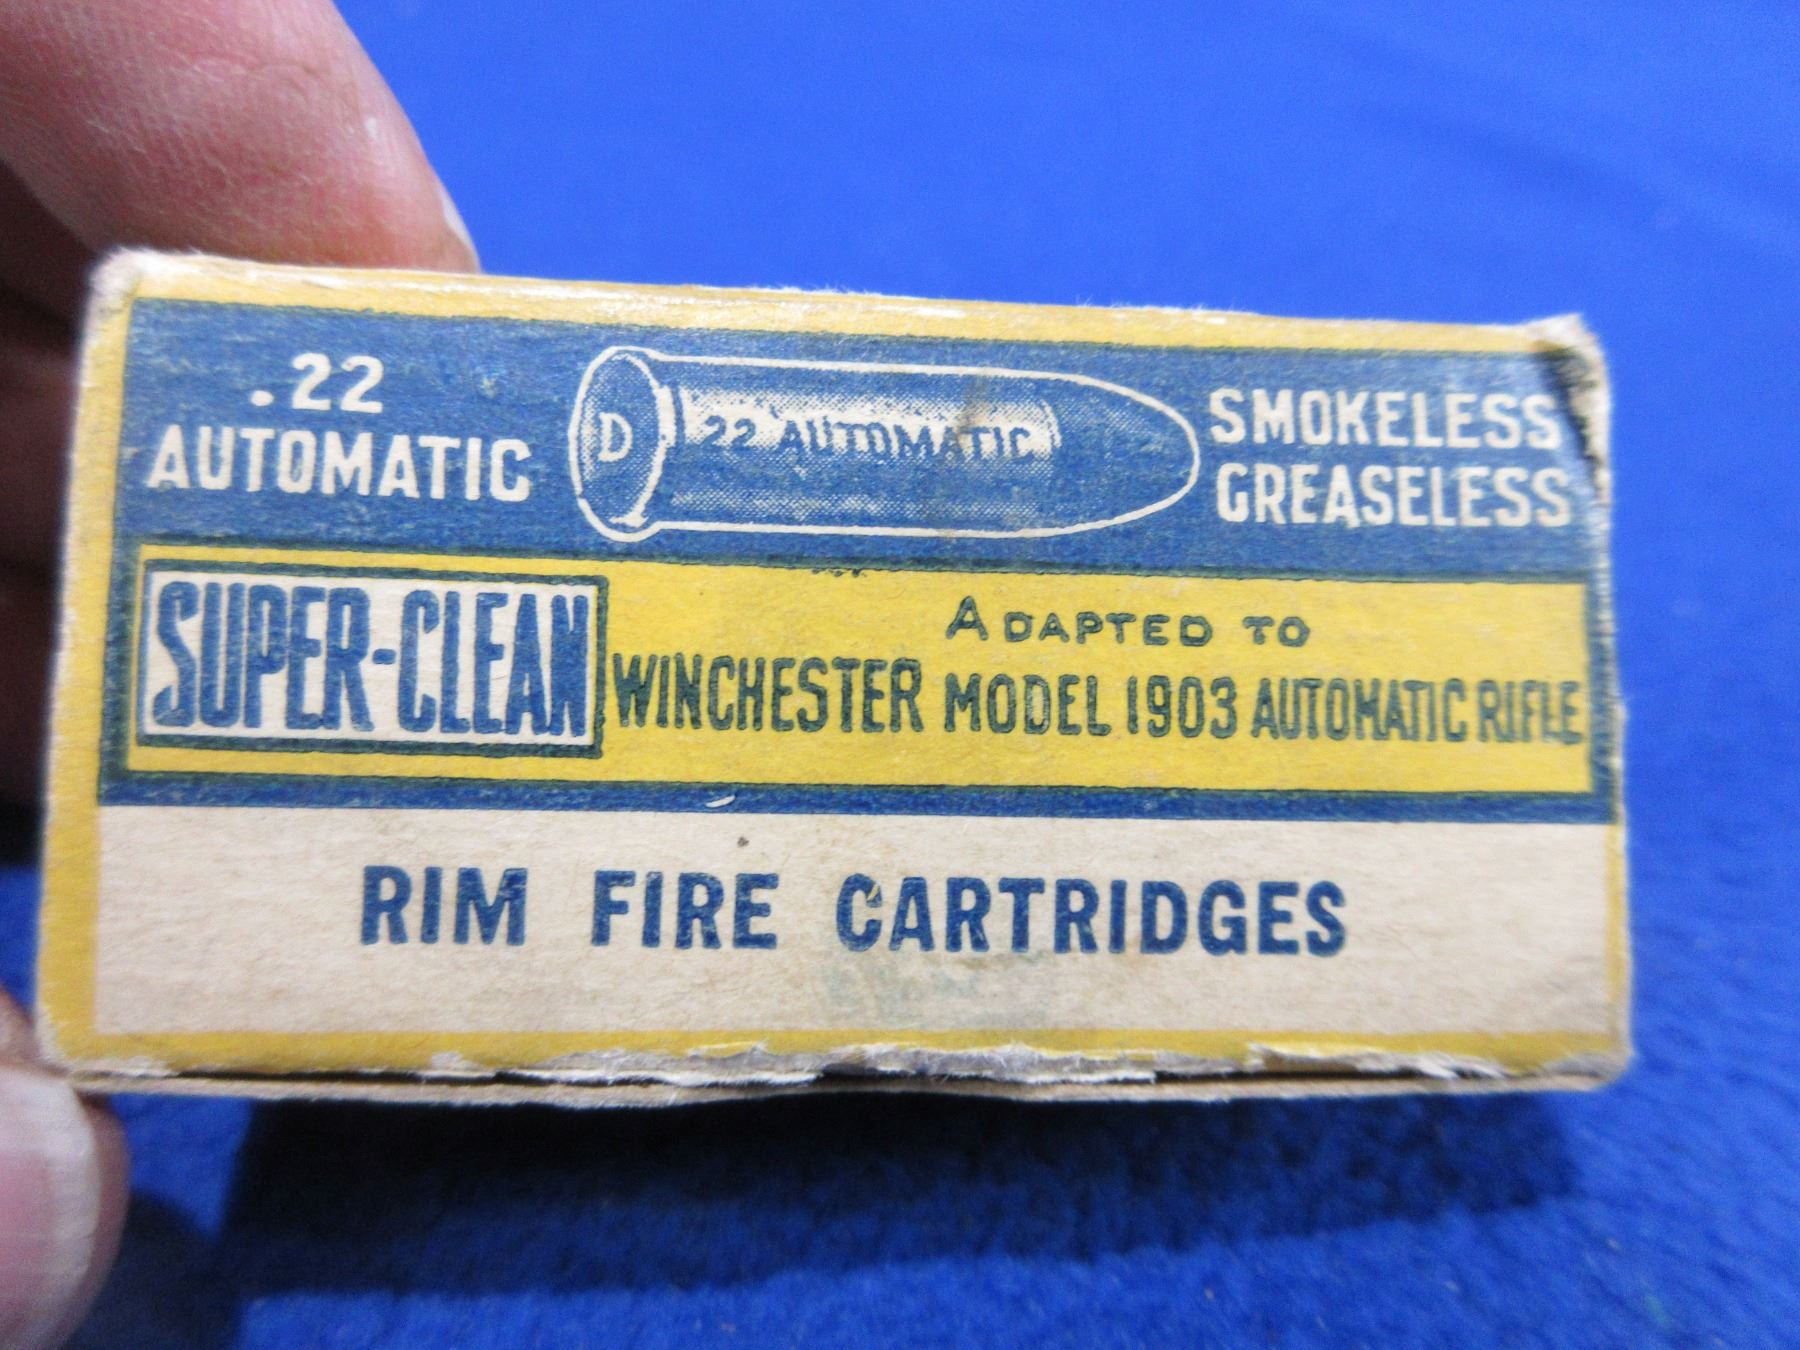 .22
AUTOMATIC
D
22 AUTOMATIC
SMOKELESS
GREASELESS
SUPER-CLEAN
ADAPTED TO
WINCHESTER MODEL 1903 AUTOMATIC RIFLE
RIM FIRE CARTRIDGES